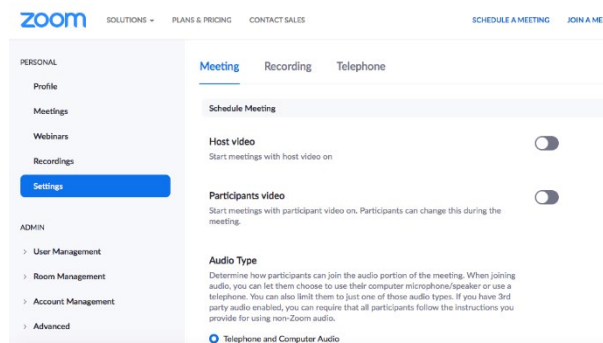 zoom SOLUTIONS PLANS & PRICING CONTACT SALES SCHEDULE A MEETING JOIN A ME
PERSONAL
Profile
Meetings
Webinars
Recordings
Settings
ADMIN
User Management
Room Management
Account Management
Advanced
Meeting Recording Telephone
Schedule Meeting
Host video
Start meetings with host video on
Participants video
Start meetings with participant video on. Participants can change this during the
meeting.
Audio Type
Determine how participants can join the audio portion of the meeting. When joining
audio, you can let them choose to use their computer microphone/speaker or use a
telephone. You can also limit them to just one of those audio types. If you have 3rd
party audio enabled, you can require that all participants follow the instructions you
provide for using non-Zoom audio.
Telephone and Computer Audio